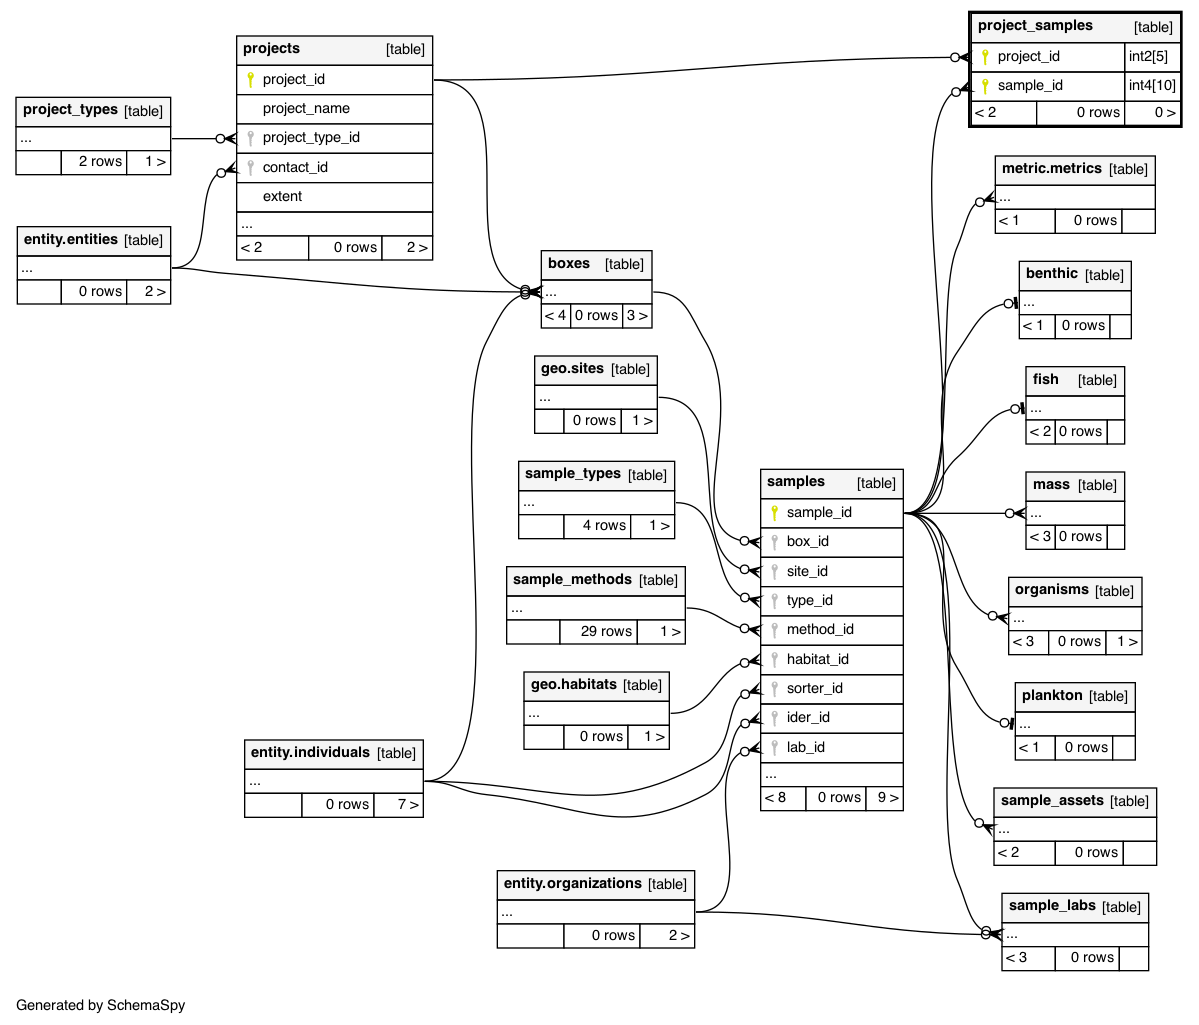 project_samples [table]
project_id int2[5]
sample_id int4[10]
< 2 0 rows 0 >
projects [table]
project_id
project_name
project_type_id
contact_id
extent
...
< 2 0 rows 2 >
project_types [table]
...
2 rows 1 >
entity.entities [table]
...
0 rows 2 >
boxes [table]
...
< 4 0 rows 3 >
geo.sites [table]
...
0 rows 1 >
sample_types [table]
...
4 rows 1 >
sample_methods [table]
...
29 rows 1 >
geo.habitats [table]
...
0 rows 1 >
entity.individuals [table]
...
0 rows 7 >
entity.organizations [table]
...
0 rows 2 >
samples [table]
sample_id
box_id
site_id
type_id
method_id
habitat_id
sorter_id
ider_id
lab_id
...
< 8 0 rows 9 >
metric.metrics [table]
...
< 1 0 rows
benthic [table]
...
< 1 0 rows
fish [table]
...
< 2 0 rows
mass [table]
...
< 3 0 rows
organisms [table]
...
< 3 0 rows 1 >
plankton [table]
...
< 1 0 rows
sample_assets [table]
...
< 2 0 rows
sample_labs [table]
...
< 3 0 rows
Generated by SchemaSpy